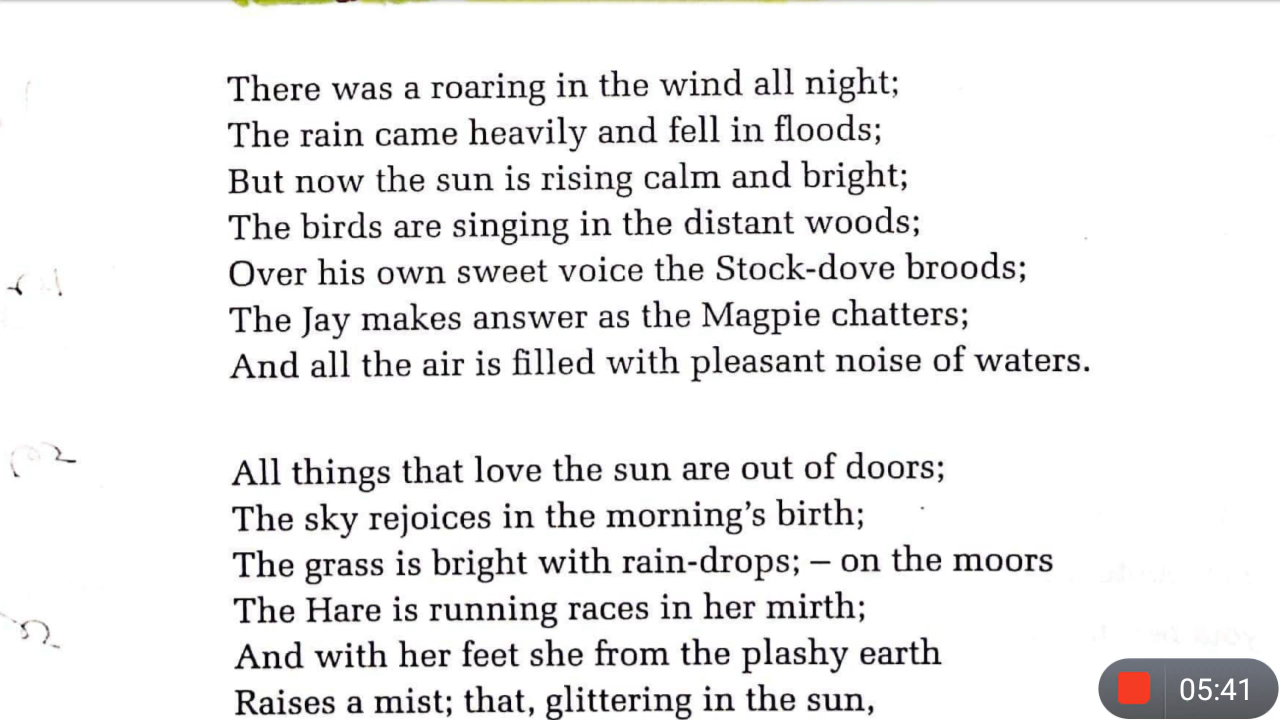 There was a roaring in the wind all night;
The rain came heavily and fell in floods;
But now the sun is rising calm and bright;
The birds are singing in the distant woods;
Over his own sweet voice the Stock-dove broods;
The Jay makes answer as the Magpie chatters;
And all the air is filled with pleasant noise of waters.
All things that love the sun are out of doors;
The sky rejoices in the morning's birth;
The grass is bright with rain-drops; – on the moors
The Hare is running races in her mirth;
And with her feet she from the plashy earth
Raises a mist; that, glittering in the sun,
05:41